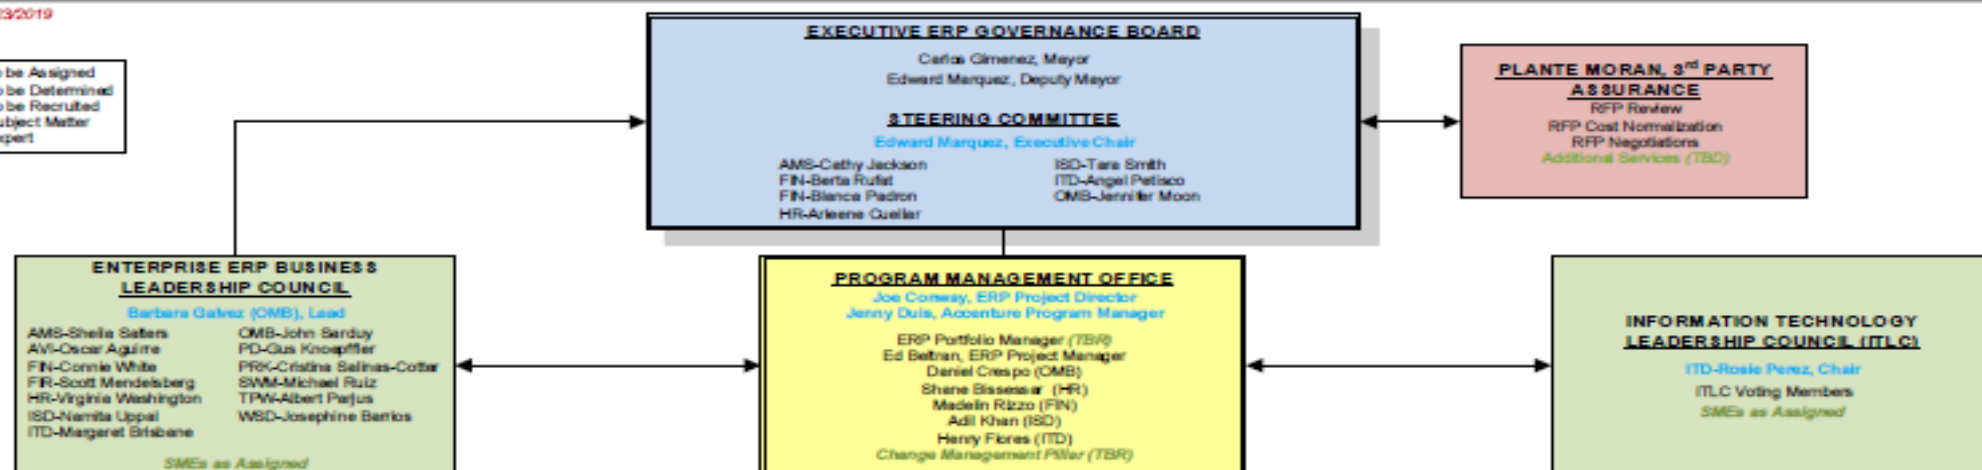 3/2019
EXECUTIVE ERP GOVERNANCE BOARD
Carlos Gimenez, Mayor
Edward Marquez, Deputy Mayor
STEERING COMMITTEE
Edward Marquez, Executive Chair
AMS-Cathy Jackson
FIN-Berta Rufat
FIN-Blanca Padron
HR-Arleene Cuellar
ISD-Tara Smith
ITD-Angel Petisco
OMB-Jennifer Moon
PLANTE MORAN, 3rd PARTY
ASSURANCE
RFP Review
RFP Cost Normalization
RFP Negotiations
Additional Services (TBD)
be Assigned
be Determined
be Recruited
ubject Matter
xpert
ENTERPRISE ERP BUSINESS
LEADERSHIP COUNCIL
Barbara Galvez (OMB), Lead
AMS-Sheila Salters
AVI-Oscar Aguirre
FIN-Connie White
FIR-Scott Mendelsberg
HR-Virginia Washington
ISD-Namita Uppal
ITD-Margaret Brisbane
OMB-John Sarduy
PD-Gus Knoepffler
PRK-Cristina Salinas-Cotter
SWM-Michael Ruiz
TPW-Albert Parjus
WSD-Josephine Barrios
SMEs as Assigned
PROGRAM MANAGEMENT OFFICE
Joe Conway, ERP Project Director
Jenny Duis, Accenture Program Manager
ERP Portfolio Manager (TBR)
Ed Beltran, ERP Project Manager
Daniel Crespo (OMB)
Shane Bissessar (HR)
Madelin Rizzo (FIN)
Adil Khan (ISD)
Henry Flores (ITD)
Change Management Pillar (TBR)
INFORMATION TECHNOLOGY
LEADERSHIP COUNCIL (ITLC)
ITD-Rosie Perez, Chair
ITLC Voting Members
SMEs as Assigned